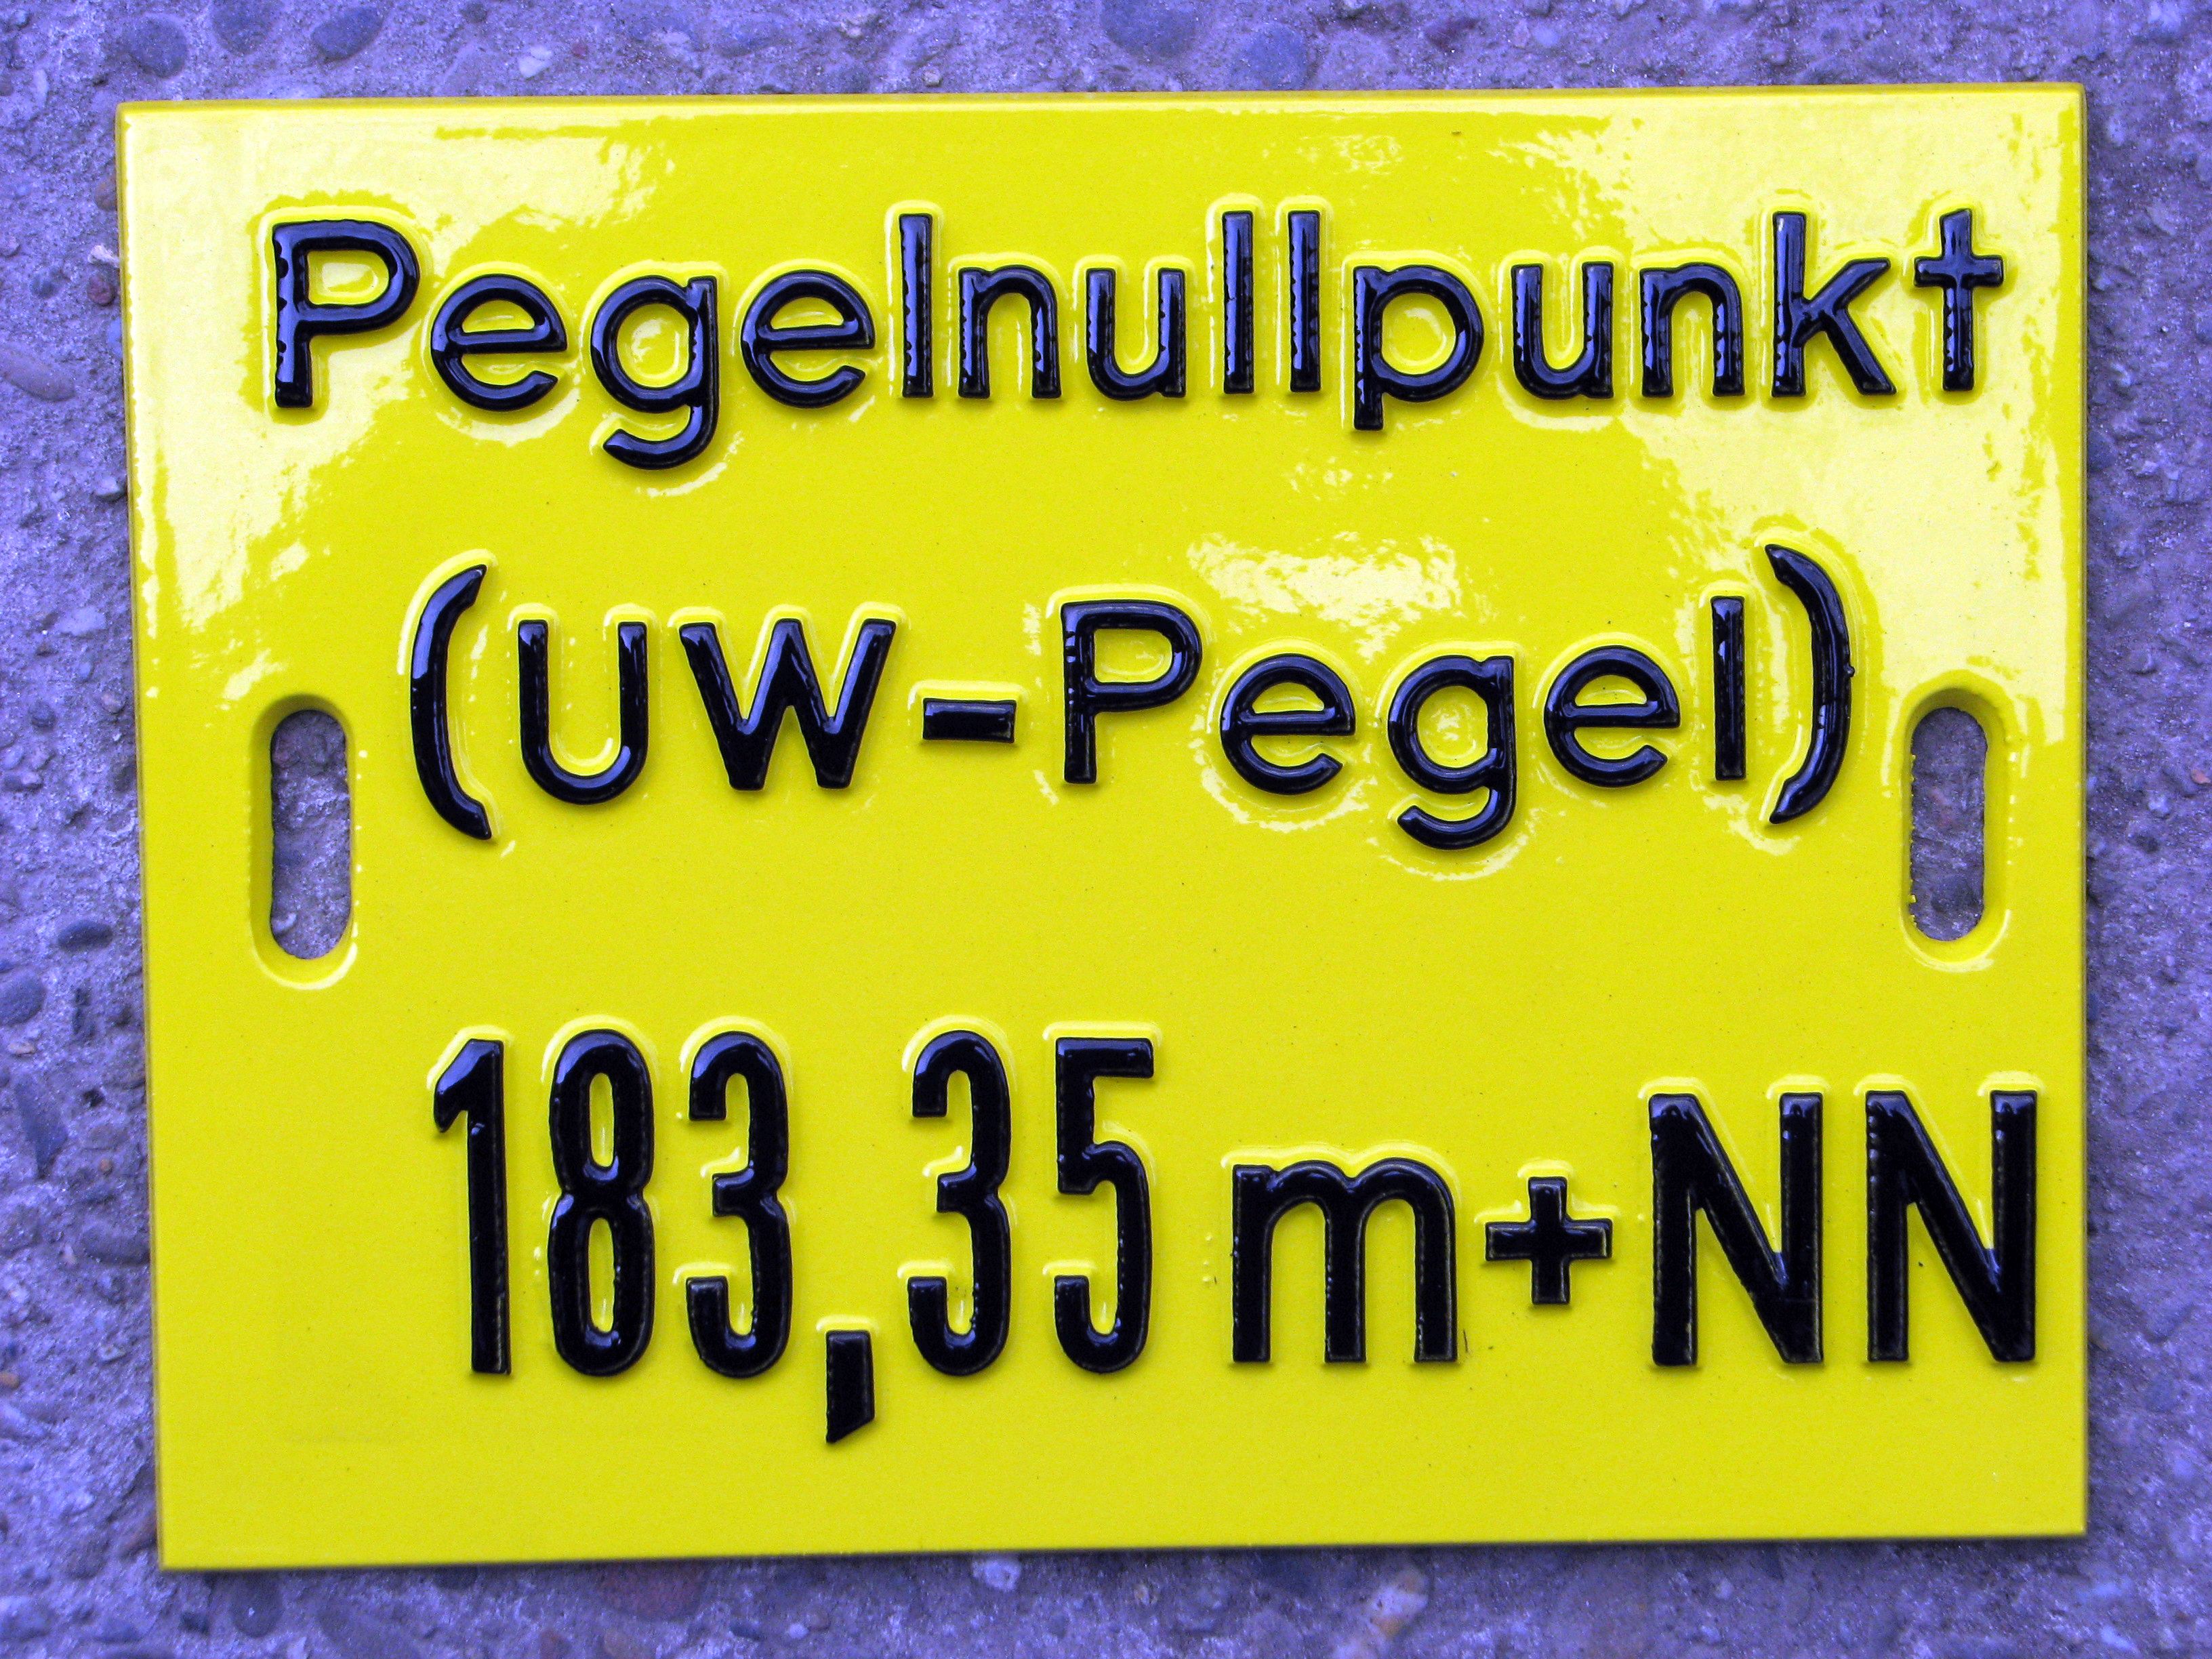 Pegelnullpunkt
(UW-Pegel)
183,35 m+NN